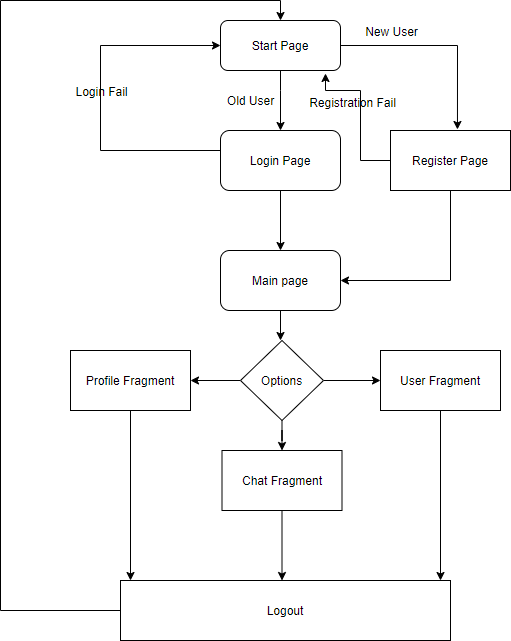 Start Page
New User
Login Fail
Old User
Registration Fail
Login Page
Register Page
Main page
Profile Fragment
Options
User Fragment
Chat Fragment
Logout